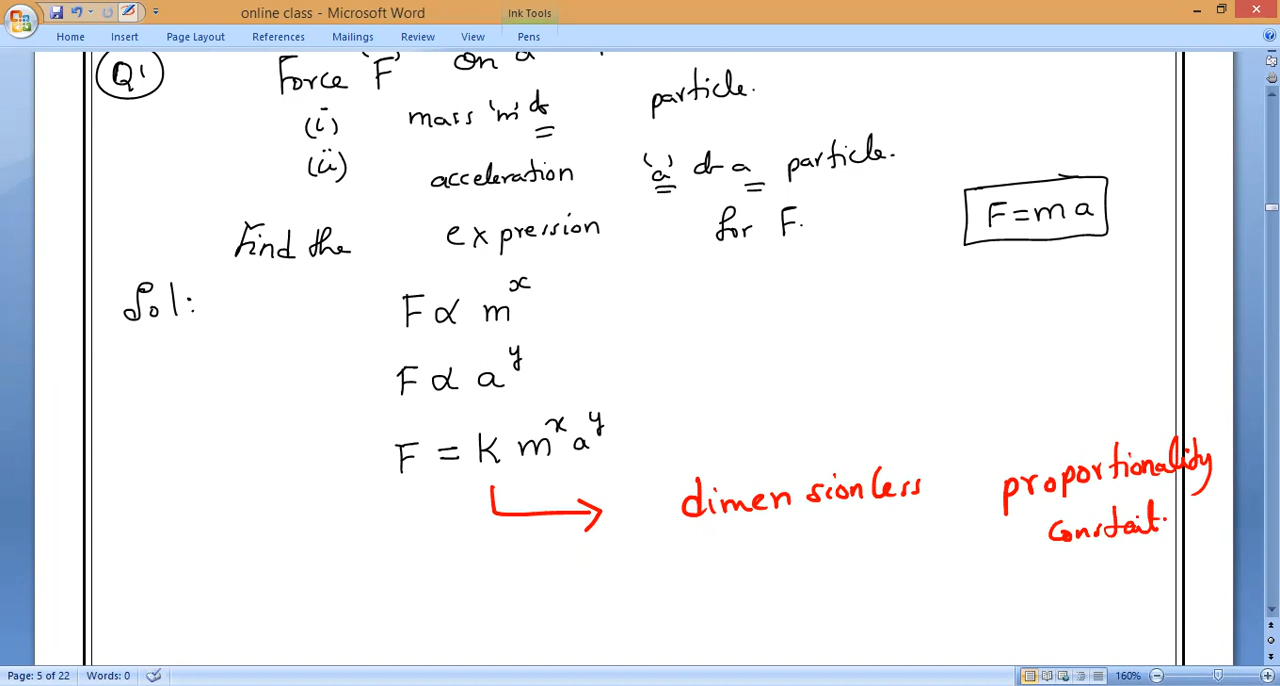 online class - Microsoft Word
Ink Tools
Home Insert Page Layout References Mailings Review View Pens
Q1 Force 'F' on a
(i) mass 'm' of particle.
(ii) acceleration 'a' of a particle.
Find the expression for F.
F = m a
Sol:
F ∝ m^x
F ∝ a^y
F = K m^x a^y
dimensionless proportionality
constant.
Page: 5 of 22 Words: 0 160%